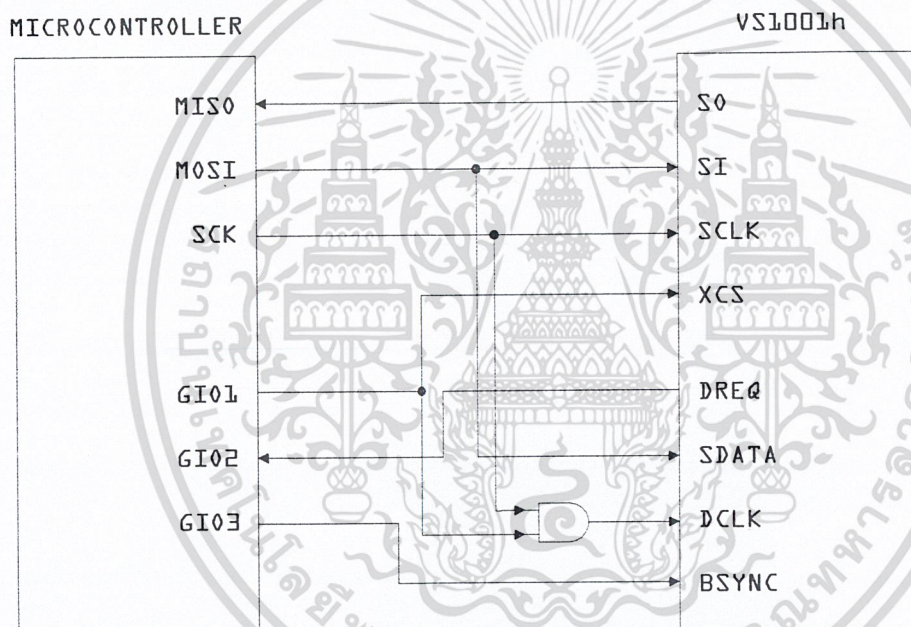 MICROCONTROLLER
VS1001h
MISO
SO
MOSI
SI
SCK
SCLK
XCS
GIO1
DREQ
GIO2
SDATA
GIO3
DCLK
BSYNC